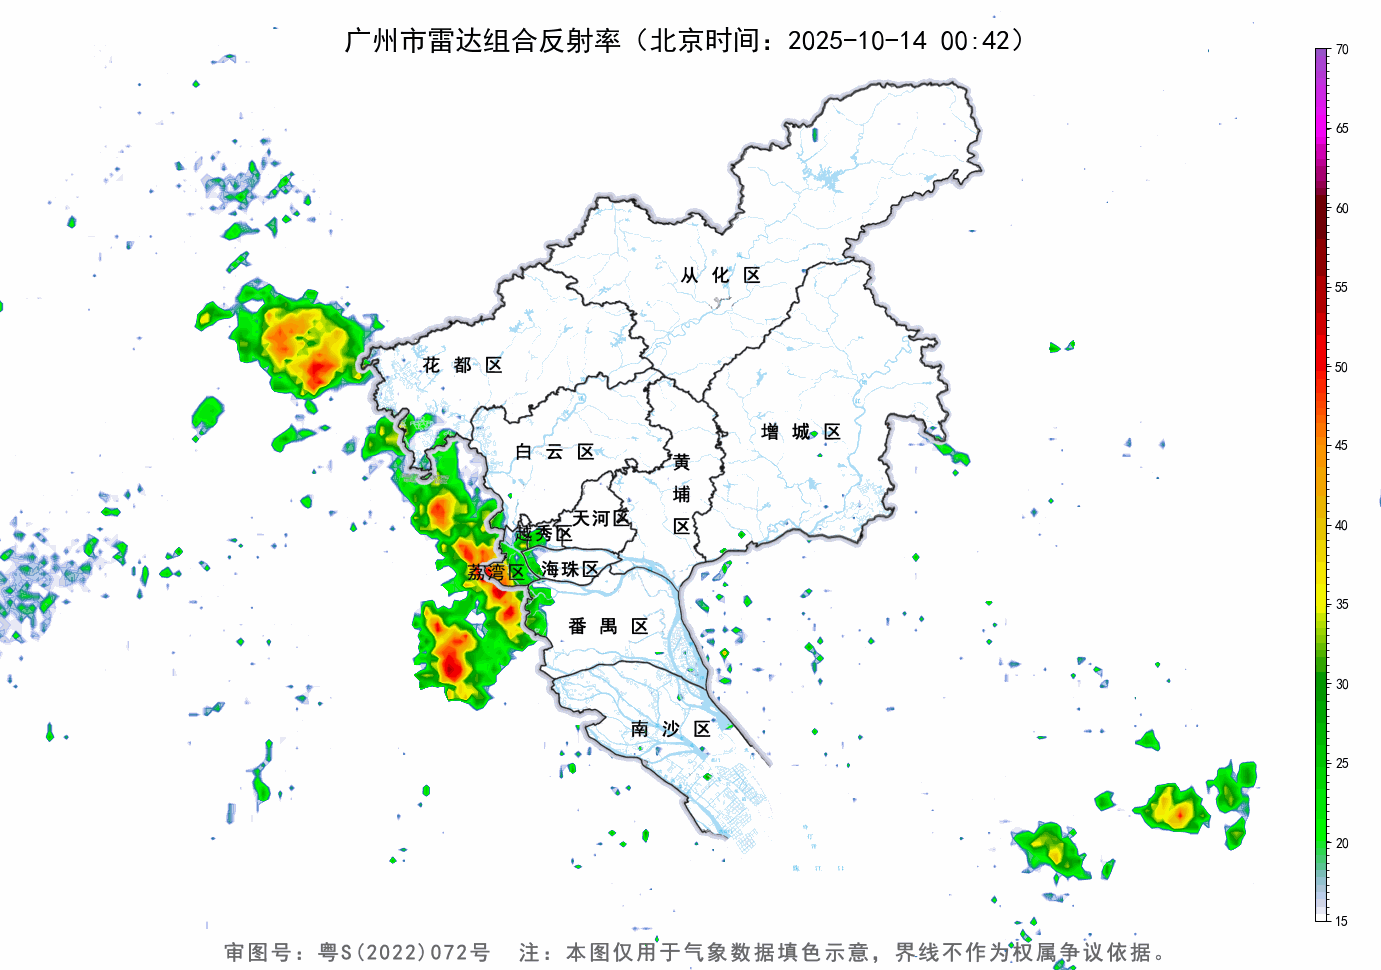 广州市雷达组合反射率（北京时间：2025-10-14 00:42）
70
65
60
55
50
45
40
35
30
25
20
15
从化区
花都区
增城区
白云区
黄埔区
天河区
越秀区
荔湾区
海珠区
番禺区
南沙区
审图号：粤S(2022)072号 注：本图仅用于气象数据填色示意，界线不作为权属争议依据。